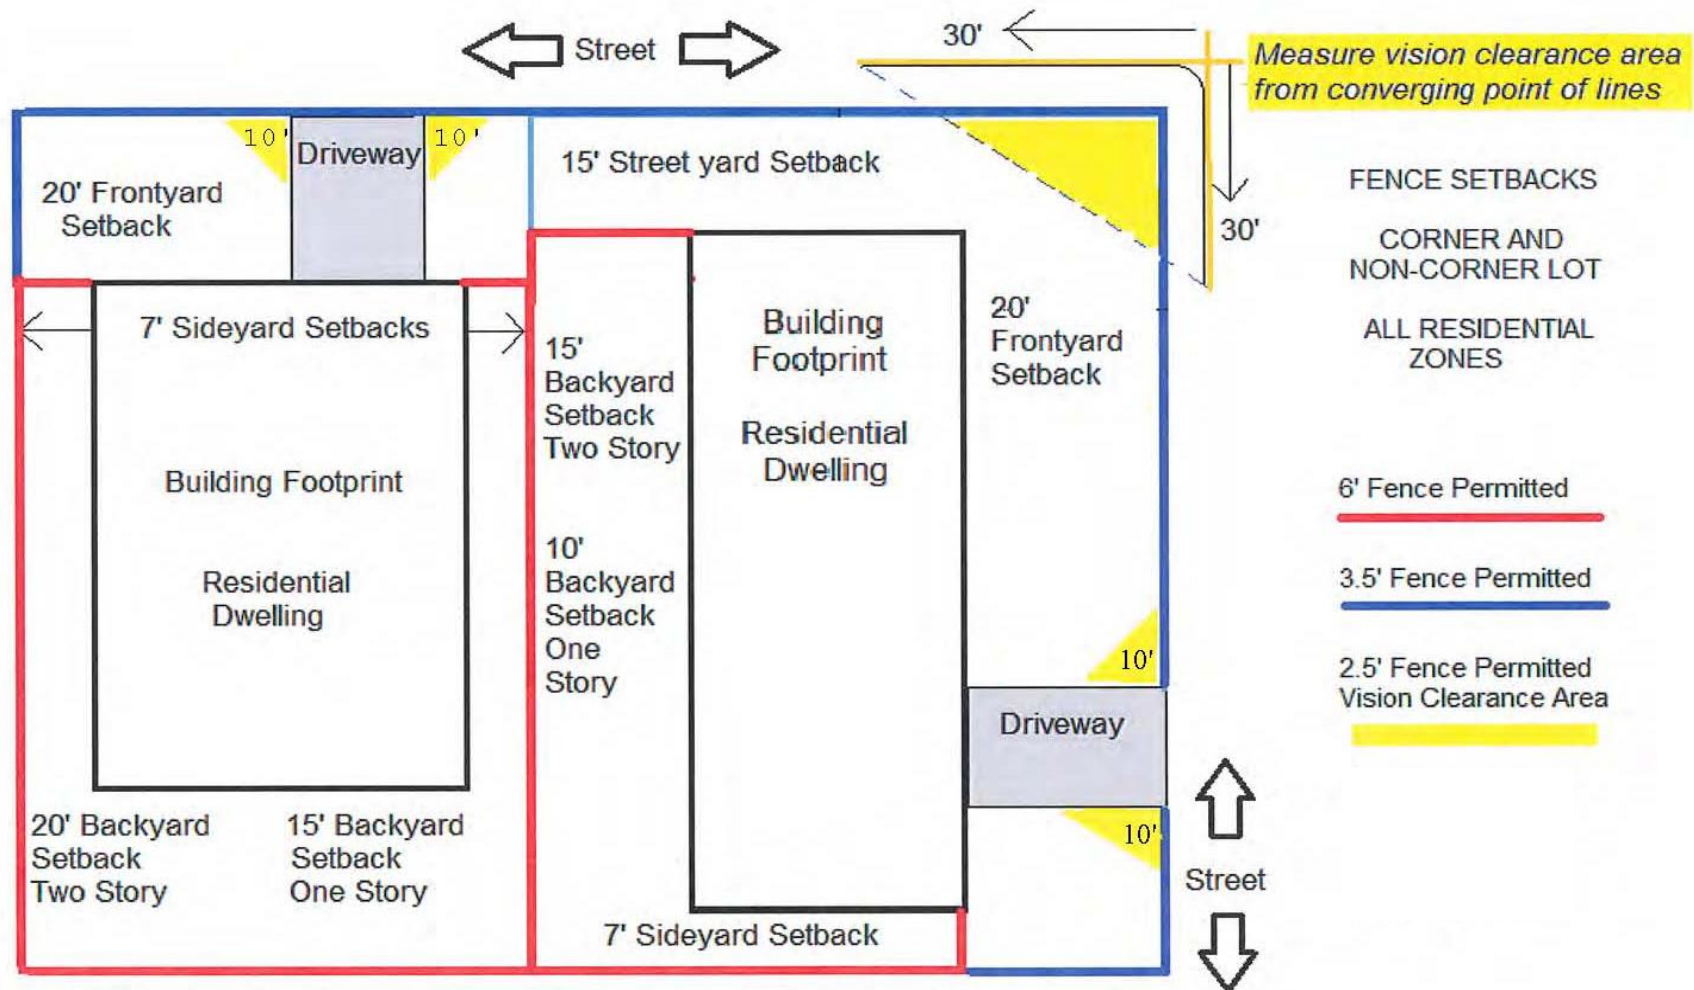 Street
30'
Measure vision clearance area
from converging point of lines
10'
Driveway
10'
20' Frontyard
Setback
15' Street yard Setback
30'
FENCE SETBACKS
CORNER AND
NON-CORNER LOT
ALL RESIDENTIAL
ZONES
7' Sideyard Setbacks
Building Footprint
Residential
Dwelling
20' Backyard
Setback
Two Story
15' Backyard
Setback
One Story
15'
Backyard
Setback
Two Story
10'
Backyard
Setback
One
Story
Building
Footprint
Residential
Dwelling
20'
Frontyard
Setback
10'
Driveway
10'
7' Sideyard Setback
Street
6' Fence Permitted
3.5' Fence Permitted
2.5' Fence Permitted
Vision Clearance Area